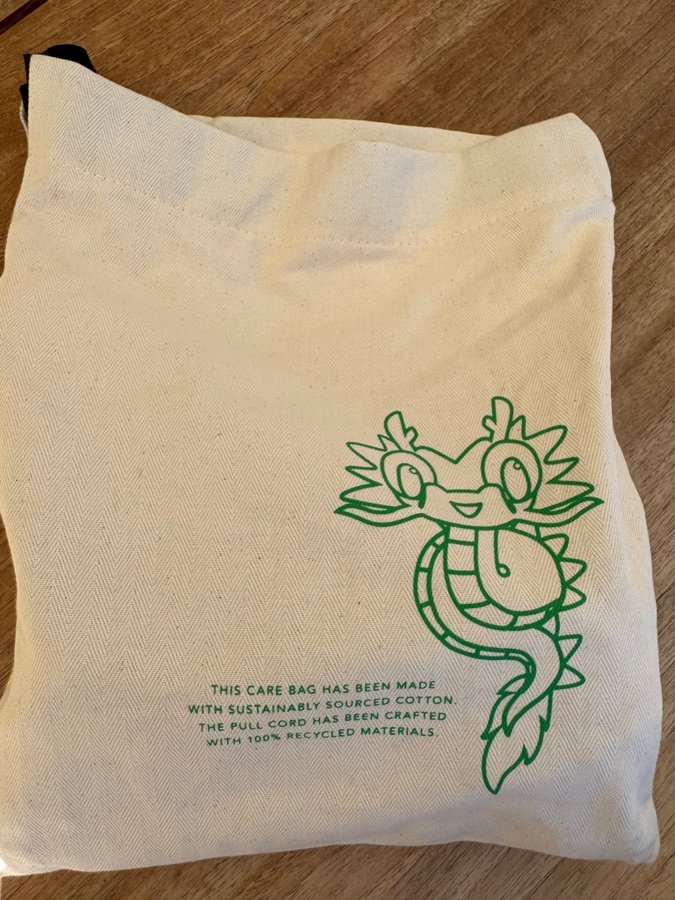 THIS CARE BAG HAS BEEN MADE
WITH SUSTAINABLY SOURCED COTTON.
THE PULL CORD HAS BEEN CRAFTED
WITH 100% RECYCLED MATERIALS.